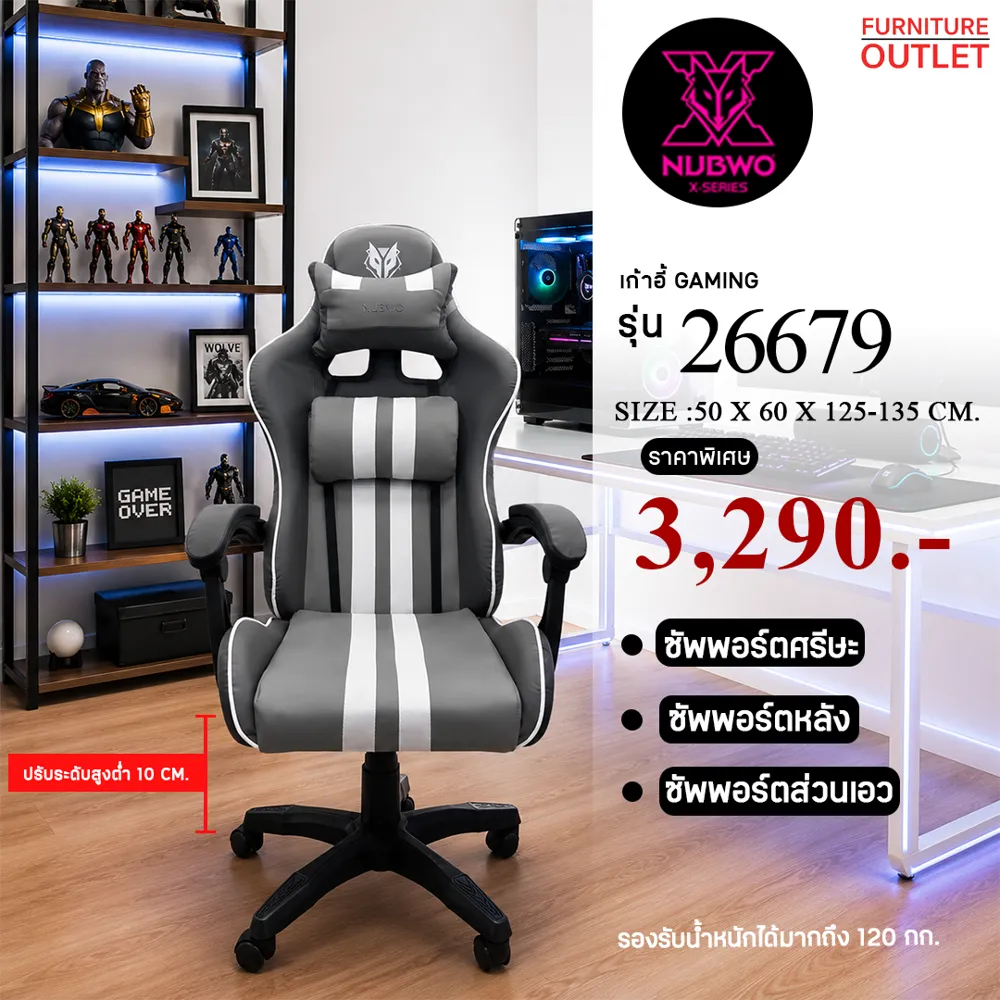 FURNITURE
OUTLET
NUBWO
X-SERIES
เก้าอี้ GAMING
รุ่น 26679
SIZE :50 X 60 X 125-135 CM.
ราคาพิเศษ
3,290.-
• ซัพพอร์ตศรีษะ
• ซัพพอร์ตหลัง
• ซัพพอร์ตส่วนเอว
รองรับน้ำหนักได้มากถึง 120 กก.
ปรับระดับสูงต่ำ 10 CM.
NUBWO
WOLVE
GAME
OVER